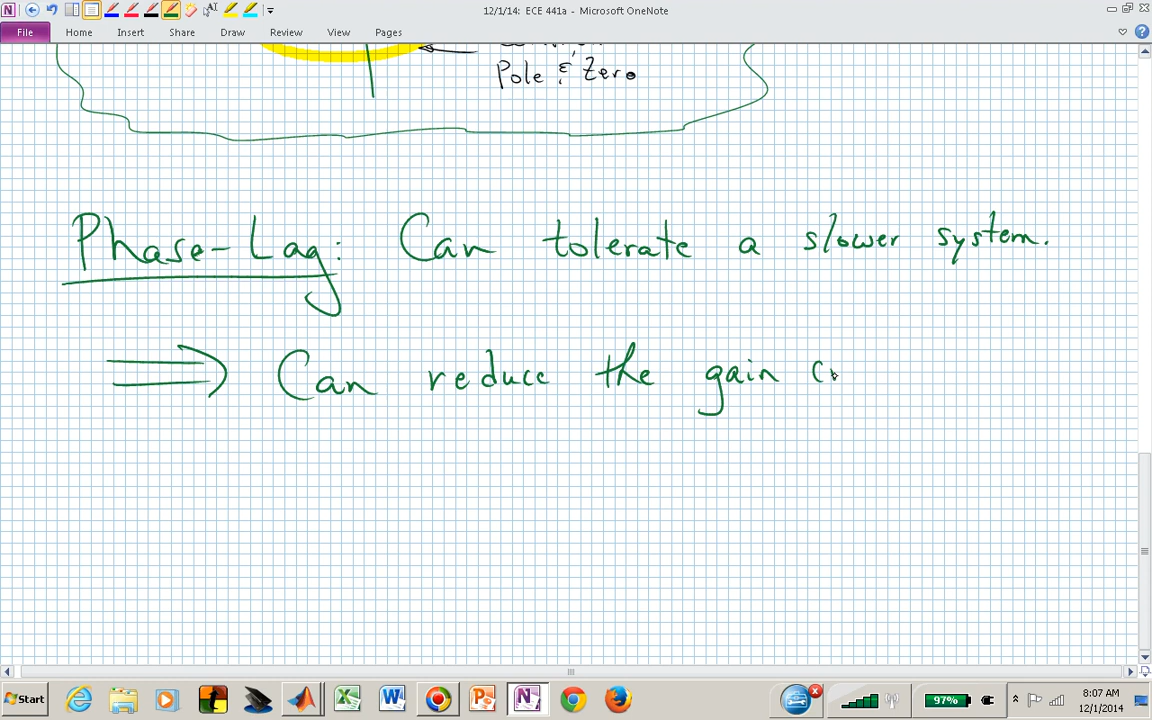 12/1/14: ECE 441a - Microsoft OneNote
File Home Insert Share Draw Review View Pages
Pole & Zero
Phase-Lag: Can tolerate a slower system.
⇒ Can reduce the gain
Start
97%
8:07 AM
12/1/2014